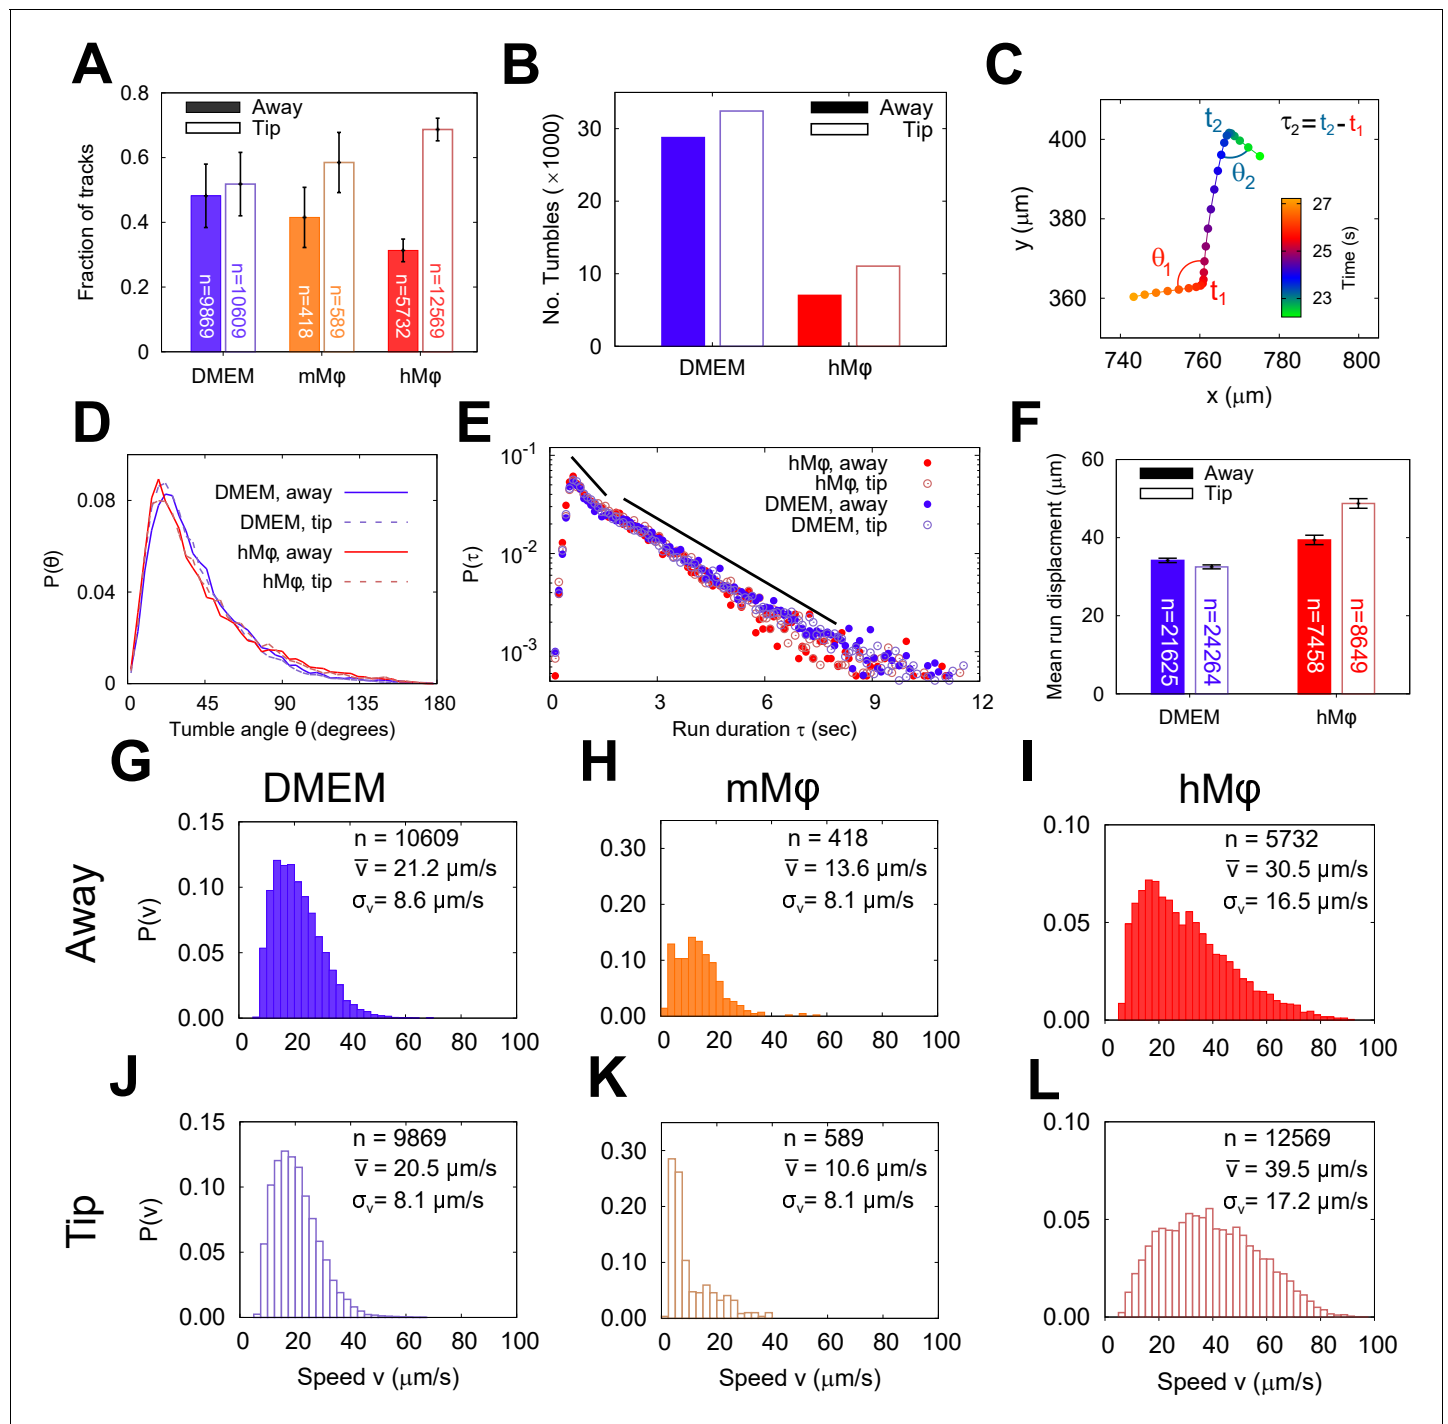 A
0.8
0.6
0.4
0.2
0
Fraction of tracks
Away
Tip
n=9869
n=10609
n=418
n=589
n=5732
n=12569
DMEM
mMφ
hMφ
B
30
20
10
0
No. Tumbles (×1000)
Away
Tip
DMEM
hMφ
C
400
380
360
y (μm)
τ2= t2- t1
t2
θ2
θ1
t1
27
25
23
Time (s)
740
760
780
800
x (μm)
D
0.08
0.04
0
P(θ)
DMEM, away
DMEM, tip
hMφ, away
hMφ, tip
0
45
90
135
180
Tumble angle θ (degrees)
E
10-1
10-2
10-3
P(τ)
hMφ, away
hMφ, tip
DMEM, away
DMEM, tip
0
3
6
9
12
Run duration τ (sec)
F
60
40
20
0
Mean run displacment (μm)
Away
Tip
n=21625
n=24264
n=7458
n=8649
DMEM
hMφ
G
DMEM
Away
0.15
0.10
0.05
0.00
P(v)
n = 10609
v̅ = 21.2 μm/s
σv= 8.6 μm/s
0
20
40
60
80
100
H
mMφ
0.30
0.20
0.10
0.00
n = 418
v̅ = 13.6 μm/s
σv= 8.1 μm/s
0
20
40
60
80
100
I
hMφ
0.10
0.05
0.00
n = 5732
v̅ = 30.5 μm/s
σv= 16.5 μm/s
0
20
40
60
80
100
J
Tip
0.15
0.10
0.05
0.00
P(v)
n = 9869
v̅ = 20.5 μm/s
σv= 8.1 μm/s
0
20
40
60
80
100
Speed v (μm/s)
K
0.30
0.20
0.10
0.00
n = 589
v̅ = 10.6 μm/s
σv= 8.1 μm/s
0
20
40
60
80
100
Speed v (μm/s)
L
0.10
0.05
0.00
n = 12569
v̅ = 39.5 μm/s
σv= 17.2 μm/s
0
20
40
60
80
100
Speed v (μm/s)